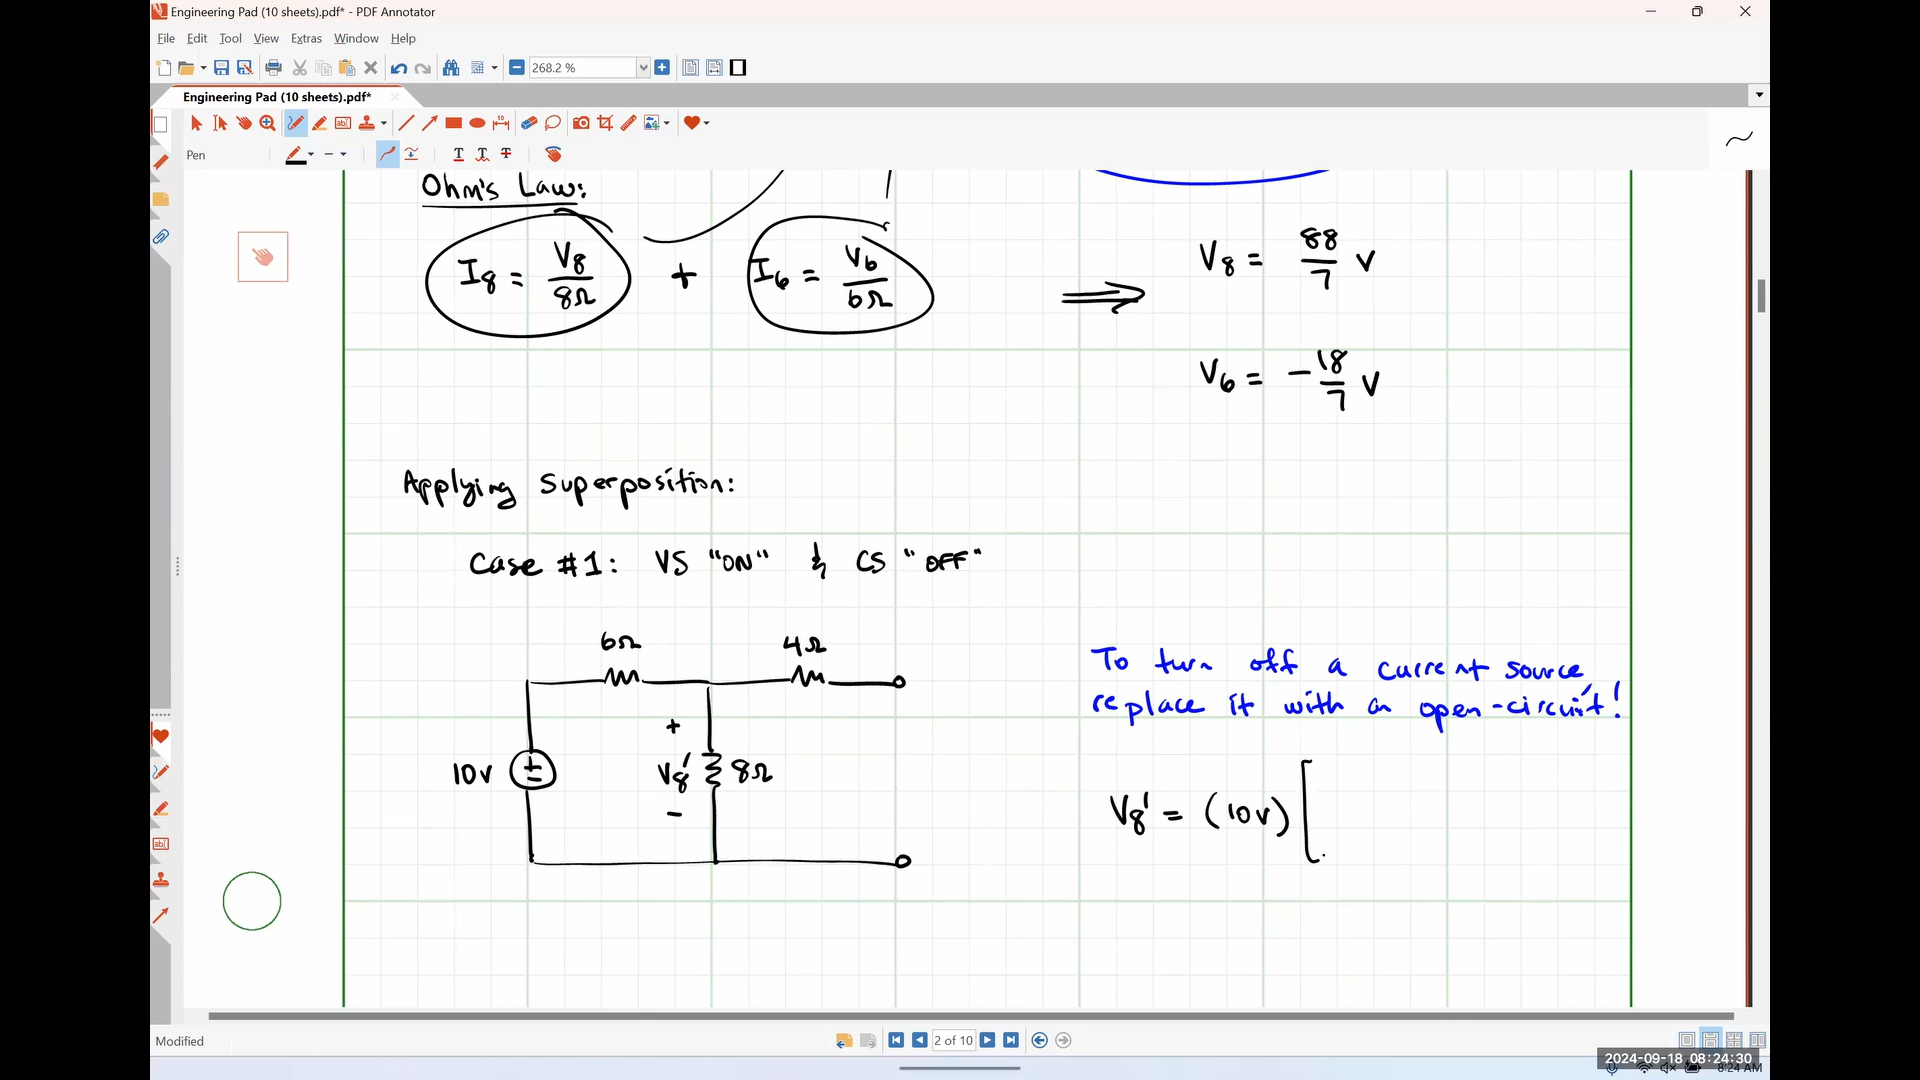 Engineering Pad (10 sheets).pdf* - PDF Annotator
File Edit Tool View Extras Window Help
268.2 %
Engineering Pad (10 sheets).pdf*
Pen
Ohm's Law:
I8 = V8/8Ω + I6 = V6/6Ω ⟹
V8 = 88/7 V
V6 = -18/7 V
Applying Superposition:
Case #1: VS "ON" & CS "OFF"
6Ω 4Ω
To turn off a current source
replace it with an open-circuit!
+
10V V8' 8Ω
-
V8' = (10V) [
Modified
2 of 10
2024-09-18 08:24:30
8:24 AM